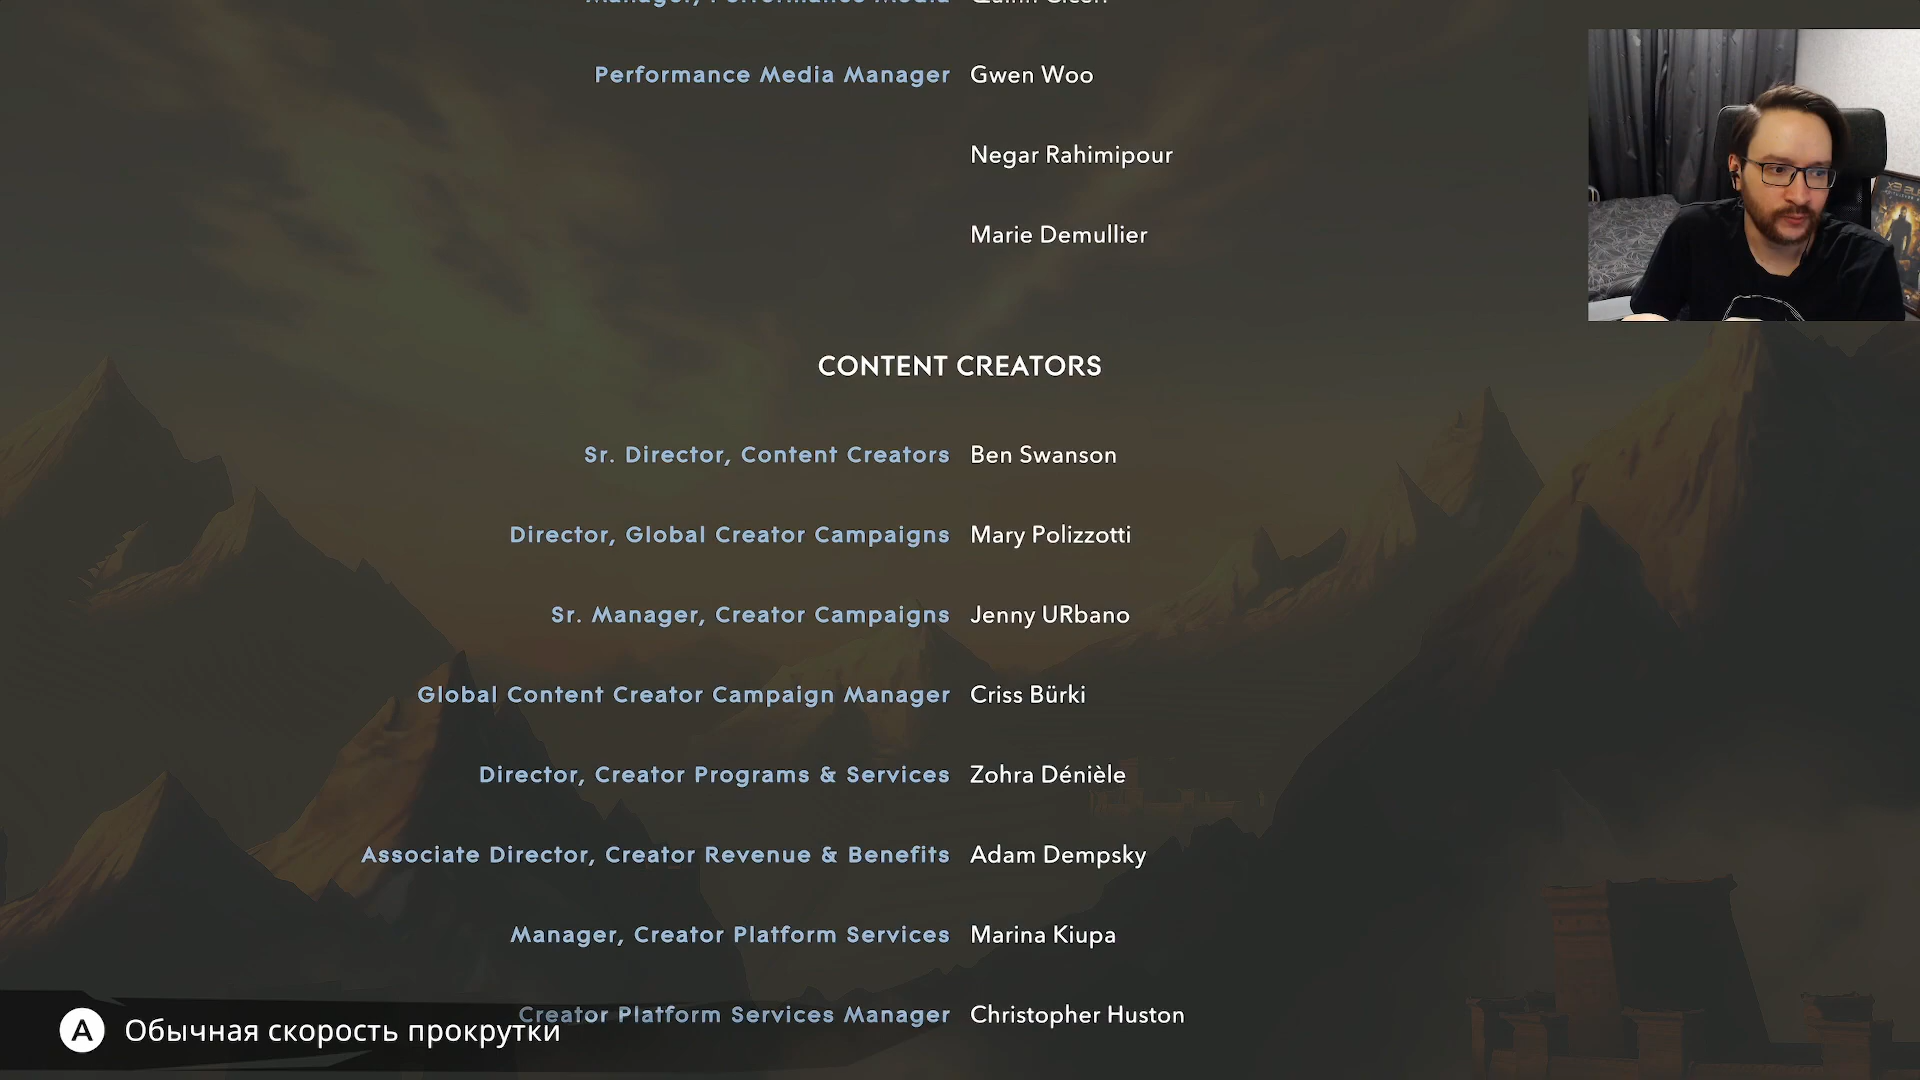 Performance Media Manager Gwen Woo
Negar Rahimipour
Marie Demullier
CONTENT CREATORS
Sr. Director, Content Creators Ben Swanson
Director, Global Creator Campaigns Mary Polizzotti
Sr. Manager, Creator Campaigns Jenny URbano
Global Content Creator Campaign Manager Criss Bürki
Director, Creator Programs & Services Zohra Dénièle
Associate Director, Creator Revenue & Benefits Adam Dempsky
Manager, Creator Platform Services Marina Kiupa
Creator Platform Services Manager Christopher Huston
A Обычная скорость прокрутки